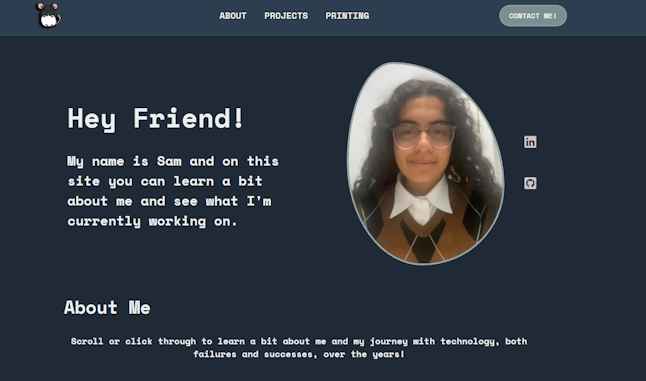 ABOUT PROJECTS PRINTING CONTACT ME!
Hey Friend!
My name is Sam and on this
site you can learn a bit
about me and see what I'm
currently working on.
in
About Me
Scroll or click through to learn a bit about me and my journey with technology, both
failures and successes, over the years!